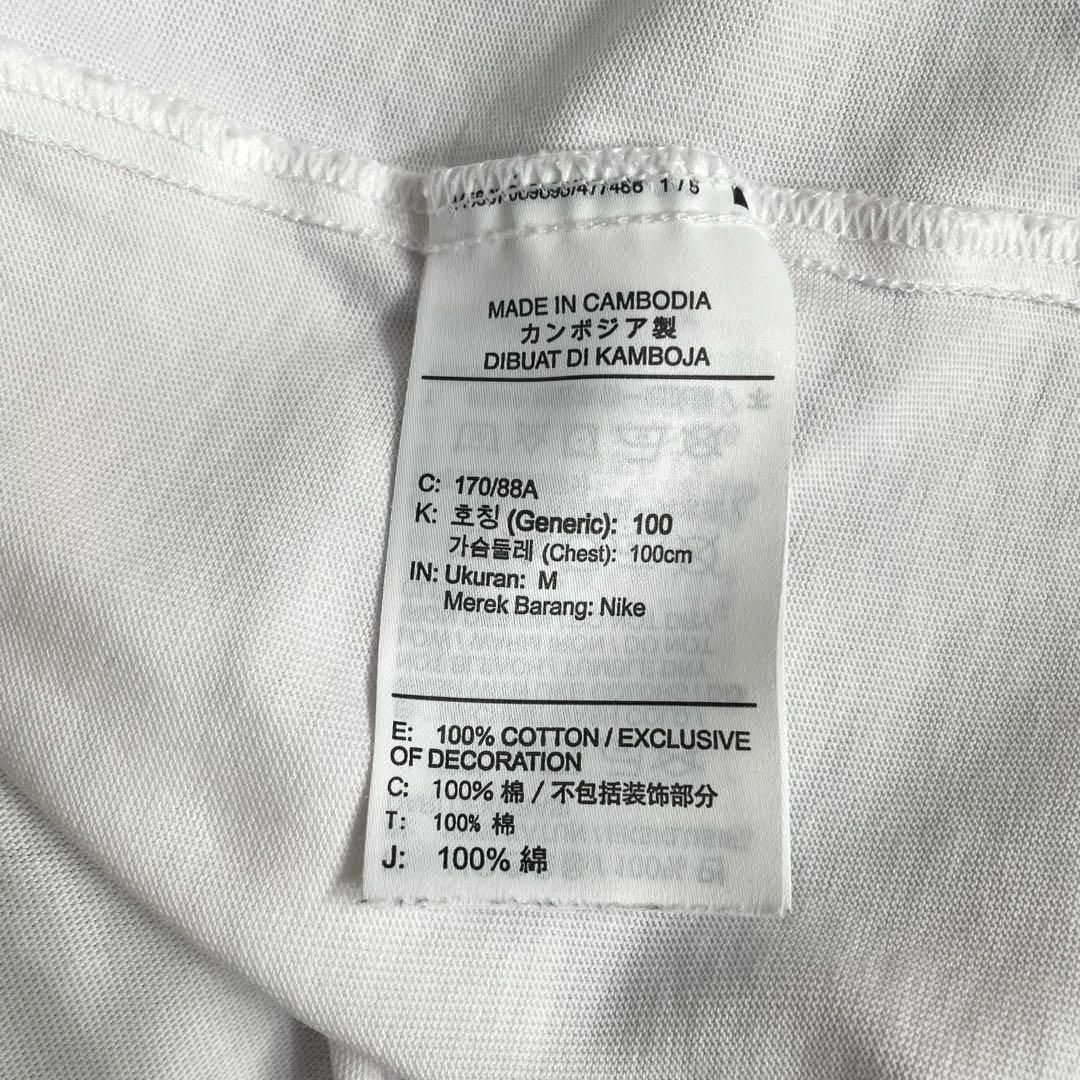 1 / 5
MADE IN CAMBODIA
カンボジア製
DIBUAT DI KAMBOJA
C: 170/88A
K: 호칭 (Generic): 100
가슴둘레 (Chest): 100cm
IN: Ukuran: M
Merek Barang: Nike
E: 100% COTTON / EXCLUSIVE
OF DECORATION
C: 100% 棉 / 不包括装饰部分
T: 100% 棉
J: 100% 綿